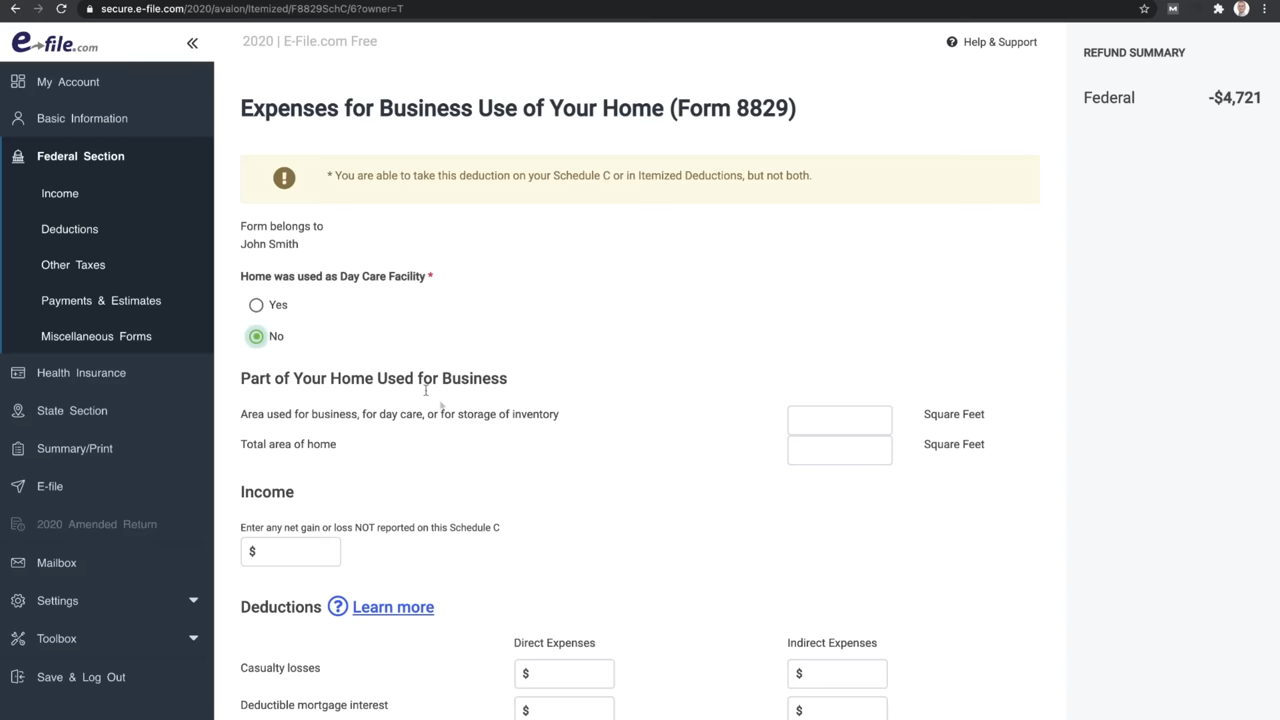 secure.e-file.com/2020/avalon/Itemized/F8829SchC/6?owner=T
e-file.com
2020 | E-File.com Free
Help & Support
REFUND SUMMARY
Federal -$4,721
My Account
Basic Information
Federal Section
Income
Deductions
Other Taxes
Payments & Estimates
Miscellaneous Forms
Health Insurance
State Section
Summary/Print
E-file
2020 Amended Return
Mailbox
Settings
Toolbox
Save & Log Out
Expenses for Business Use of Your Home (Form 8829)
* You are able to take this deduction on your Schedule C or in Itemized Deductions, but not both.
Form belongs to
John Smith
Home was used as Day Care Facility *
Yes
No
Part of Your Home Used for Business
Area used for business, for day care, or for storage of inventory Square Feet
Total area of home Square Feet
Income
Enter any net gain or loss NOT reported on this Schedule C
$
Deductions ? Learn more
Direct Expenses Indirect Expenses
Casualty losses $ $
Deductible mortgage interest $ $